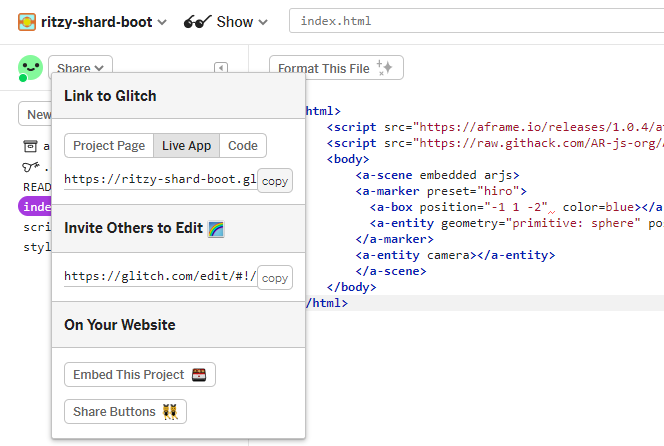 ritzy-shard-boot
Show
index.html
Share
Format This File
Link to Glitch
New
Project Page
Live App
Code
https://ritzy-shard-boot.gl
copy
READ
inde
scri
styl
Invite Others to Edit
https://glitch.com/edit/#!/
copy
On Your Website
Embed This Project
Share Buttons
html>
<script src="https://aframe.io/releases/1.0.4/a
<script src="https://raw.githack.com/AR-js-org/
<body>
<a-scene embedded arjs>
<a-marker preset="hiro">
<a-box position="-1 1 -2" color=blue></a
<a-entity geometry="primitive: sphere" po
</a-marker>
<a-entity camera></a-entity>
</a-scene>
</body>
/html>